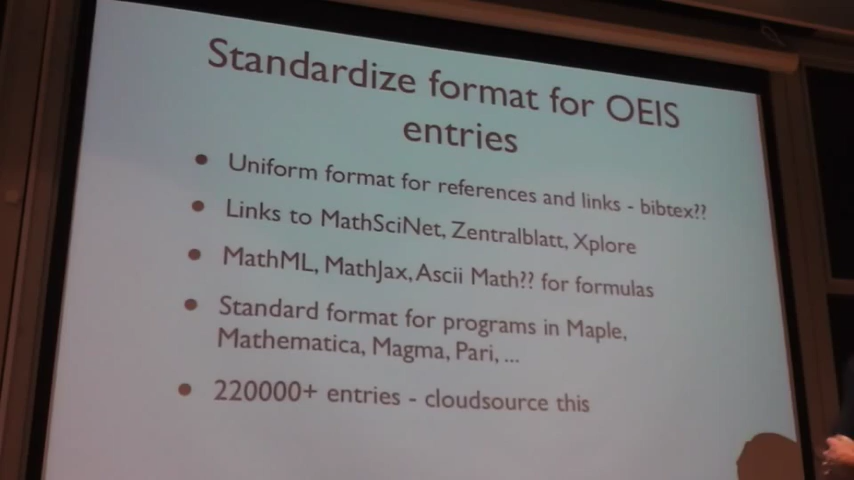 Standardize format for OEIS
entries
• Uniform format for references and links - bibtex??
• Links to MathSciNet, Zentralblatt, Xplore
• MathML, MathJax, Ascii Math?? for formulas
• Standard format for programs in Maple,
Mathematica, Magma, Pari, ...
• 220000+ entries - cloudsource this